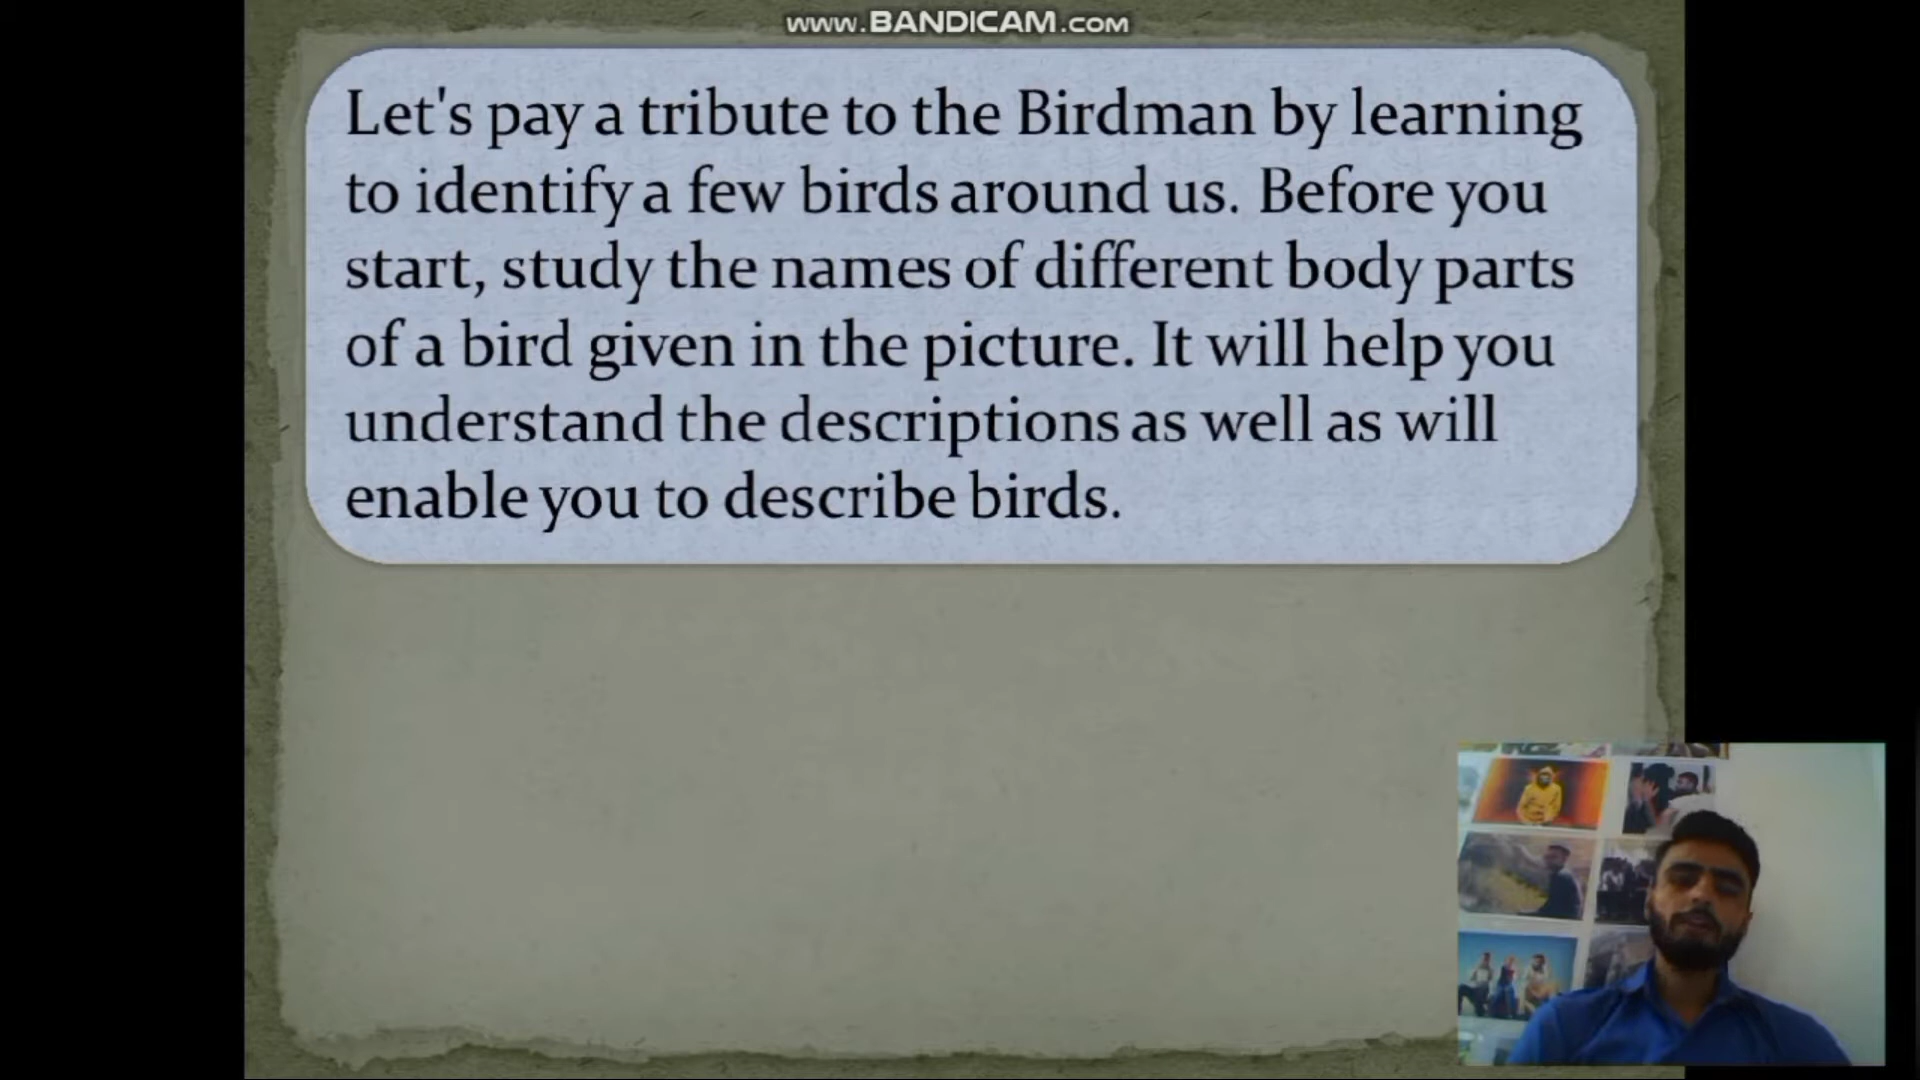 www.BANDICAM.com
Let's pay a tribute to the Birdman by learning
to identify a few birds around us. Before you
start, study the names of different body parts
of a bird given in the picture. It will help you
understand the descriptions as well as will
enable you to describe birds.